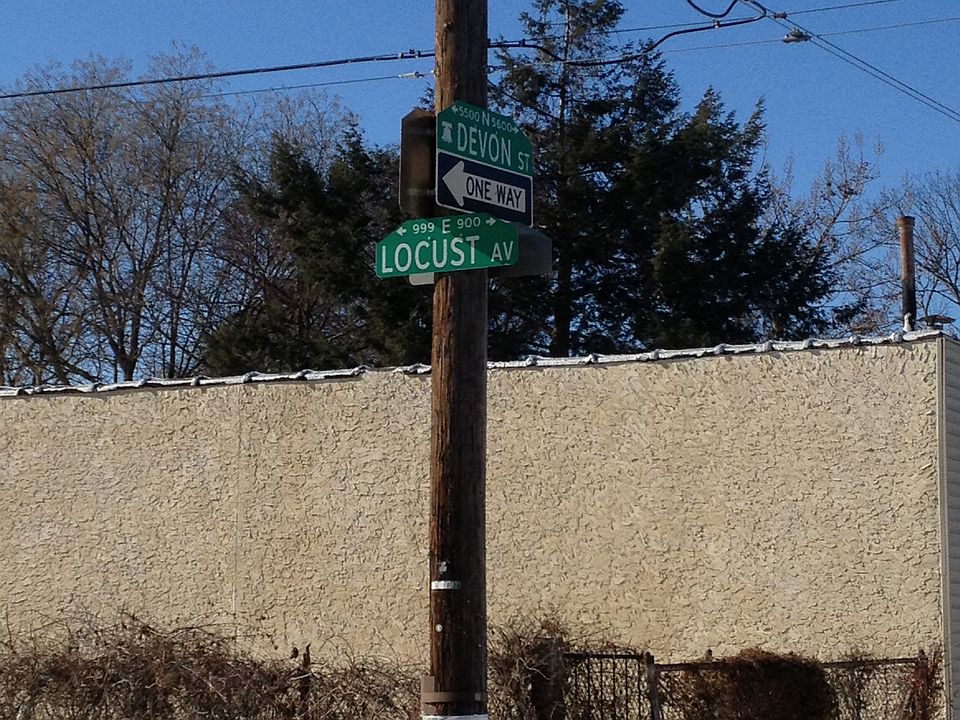 5500 N 5600
DEVON ST
ONE WAY
999 E 900
LOCUST AV